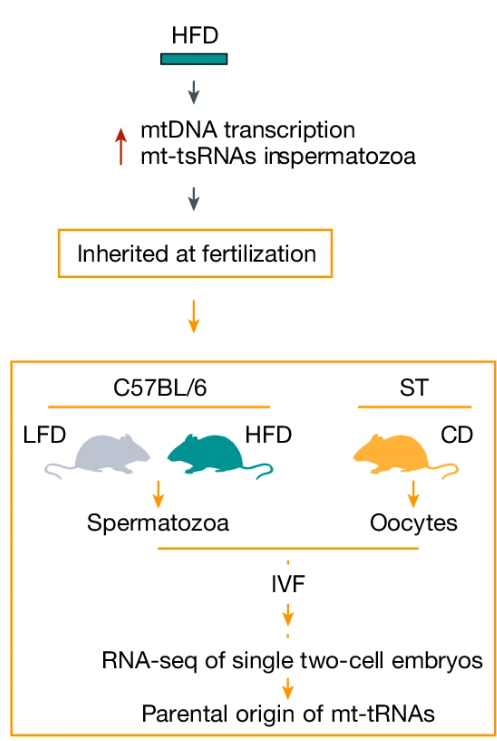 HFD
mtDNA transcription
mt-tsRNAs inspermatozoa
Inherited at fertilization
C57BL/6
ST
LFD
HFD
CD
Spermatozoa
Oocytes
IVF
RNA-seq of single two-cell embryos
Parental origin of mt-tRNAs